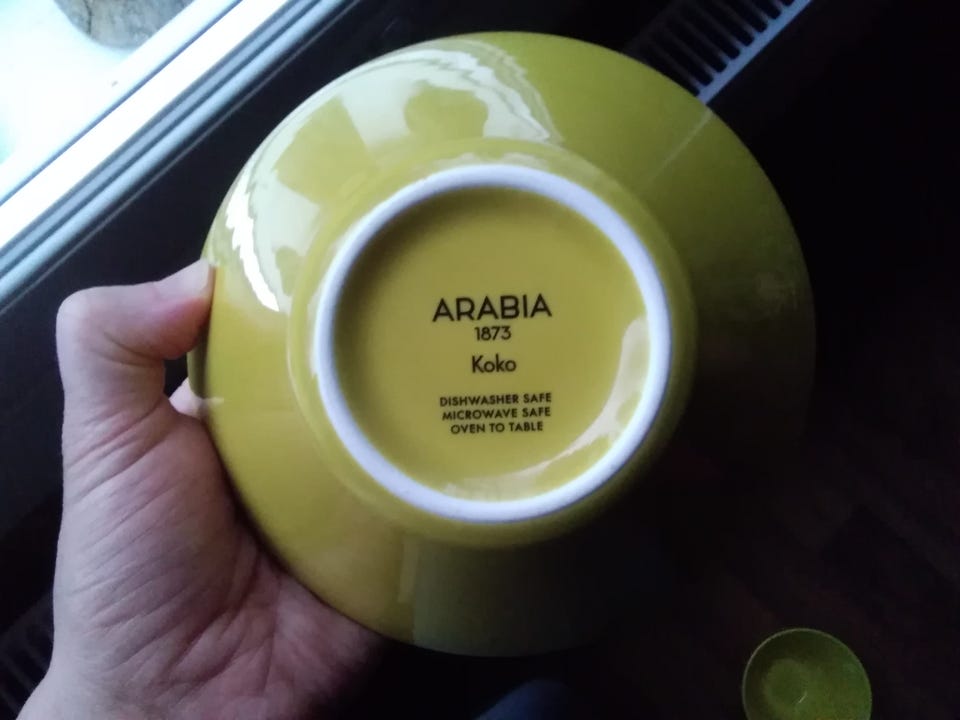 ARABIA
1873
Koko
DISHWASHER SAFE
MICROWAVE SAFE
OVEN TO TABLE